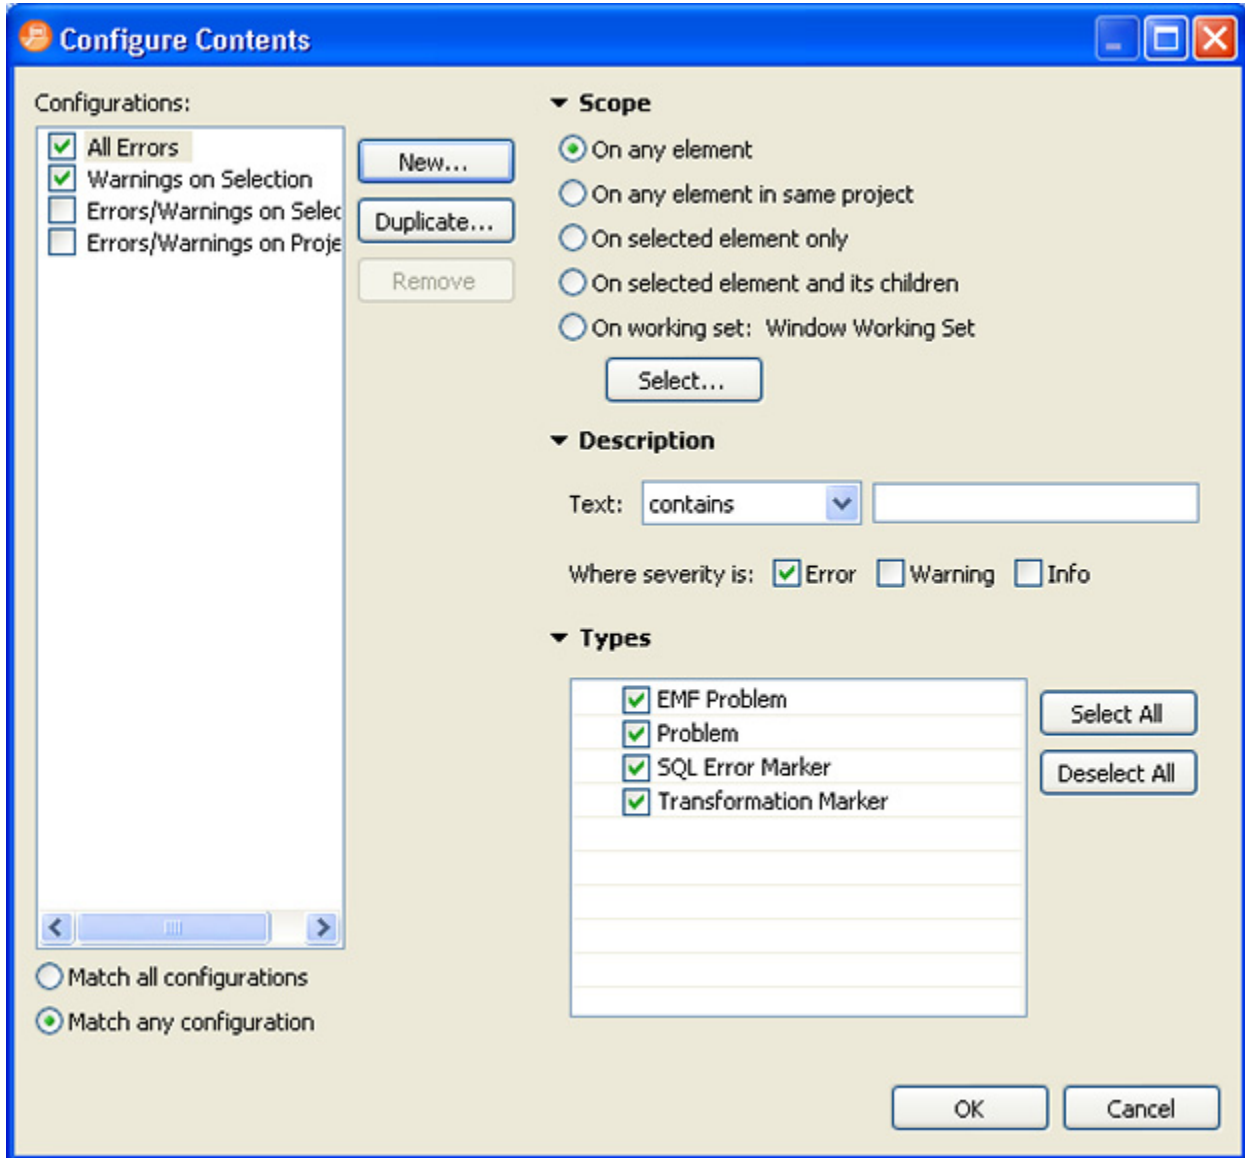 Configure Contents
Configurations:
All Errors
Warnings on Selection
Errors/Warnings on Selec
Errors/Warnings on Proje
New...
Duplicate...
Remove
Match all configurations
Match any configuration
Scope
On any element
On any element in same project
On selected element only
On selected element and its children
On working set: Window Working Set
Select...
Description
Text: contains
Where severity is: Error Warning Info
Types
EMF Problem
Problem
SQL Error Marker
Transformation Marker
Select All
Deselect All
OK Cancel